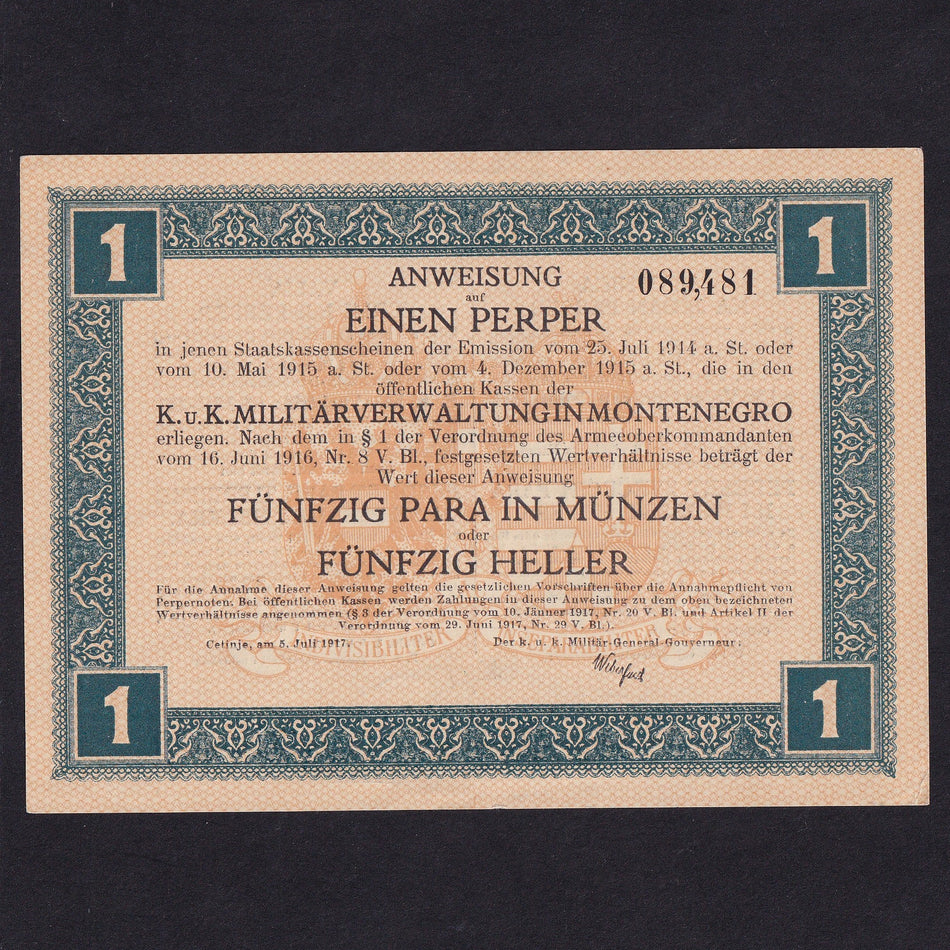 1 1
ANWEISUNG 089,481
auf
EINEN PERPER
in jenen Staatskassenscheinen der Emission vom 25. Juli 1914 a. St. oder
vom 10. Mai 1915 a. St. oder vom 4. Dezember 1915 a. St., die in den
öffentlichen Kassen der
K. u. K. MILITÄRVERWALTUNG IN MONTENEGRO
erliegen. Nach dem in § 1 der Verordnung des Armeeoberkommandanten
vom 16. Juni 1916, Nr. 8 V. Bl., festgesetzten Wertverhältnisse beträgt der
Wert dieser Anweisung
FÜNFZIG PARA IN MÜNZEN
oder
FÜNFZIG HELLER
Für die Annahme dieser Anweisung gelten die gesetzlichen Vorschriften über die Annahmepflicht von
Perpernoten. Bei öffentlichen Kassen werden Zahlungen in dieser Anweisung zu dem oben bezeichneten
Wertverhältnisse angenommen (§ 3 der Verordnung vom 10. Jänner 1917, Nr. 20 V. Bl. und Artikel II der
Verordnung vom 29. Juni 1917, Nr. 29 V. Bl.).
Cetinje, am 5. Juli 1917. Der k. u. k. Militär-General-Gouverneur:
1 1